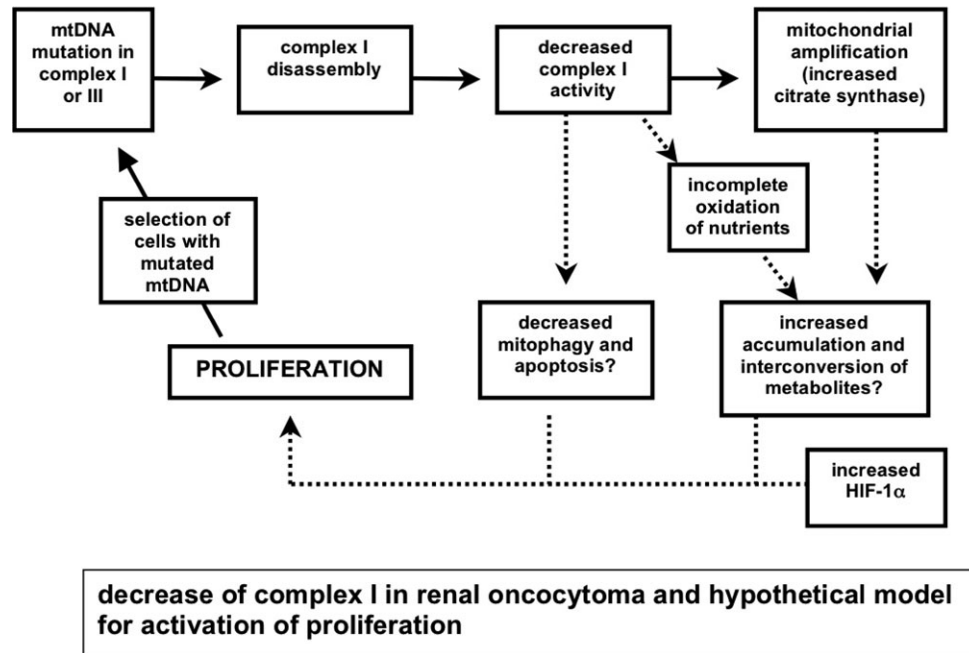 mtDNA
mutation in
complex I
or III
complex I
disassembly
decreased
complex I
activity
mitochondrial
amplification
(increased
citrate synthase)
incomplete
oxidation
of nutrients
selection of
cells with
mutated
mtDNA
decreased
mitophagy and
apoptosis?
increased
accumulation and
interconversion of
metabolites?
PROLIFERATION
increased
HIF-1α
decrease of complex I in renal oncocytoma and hypothetical model
for activation of proliferation